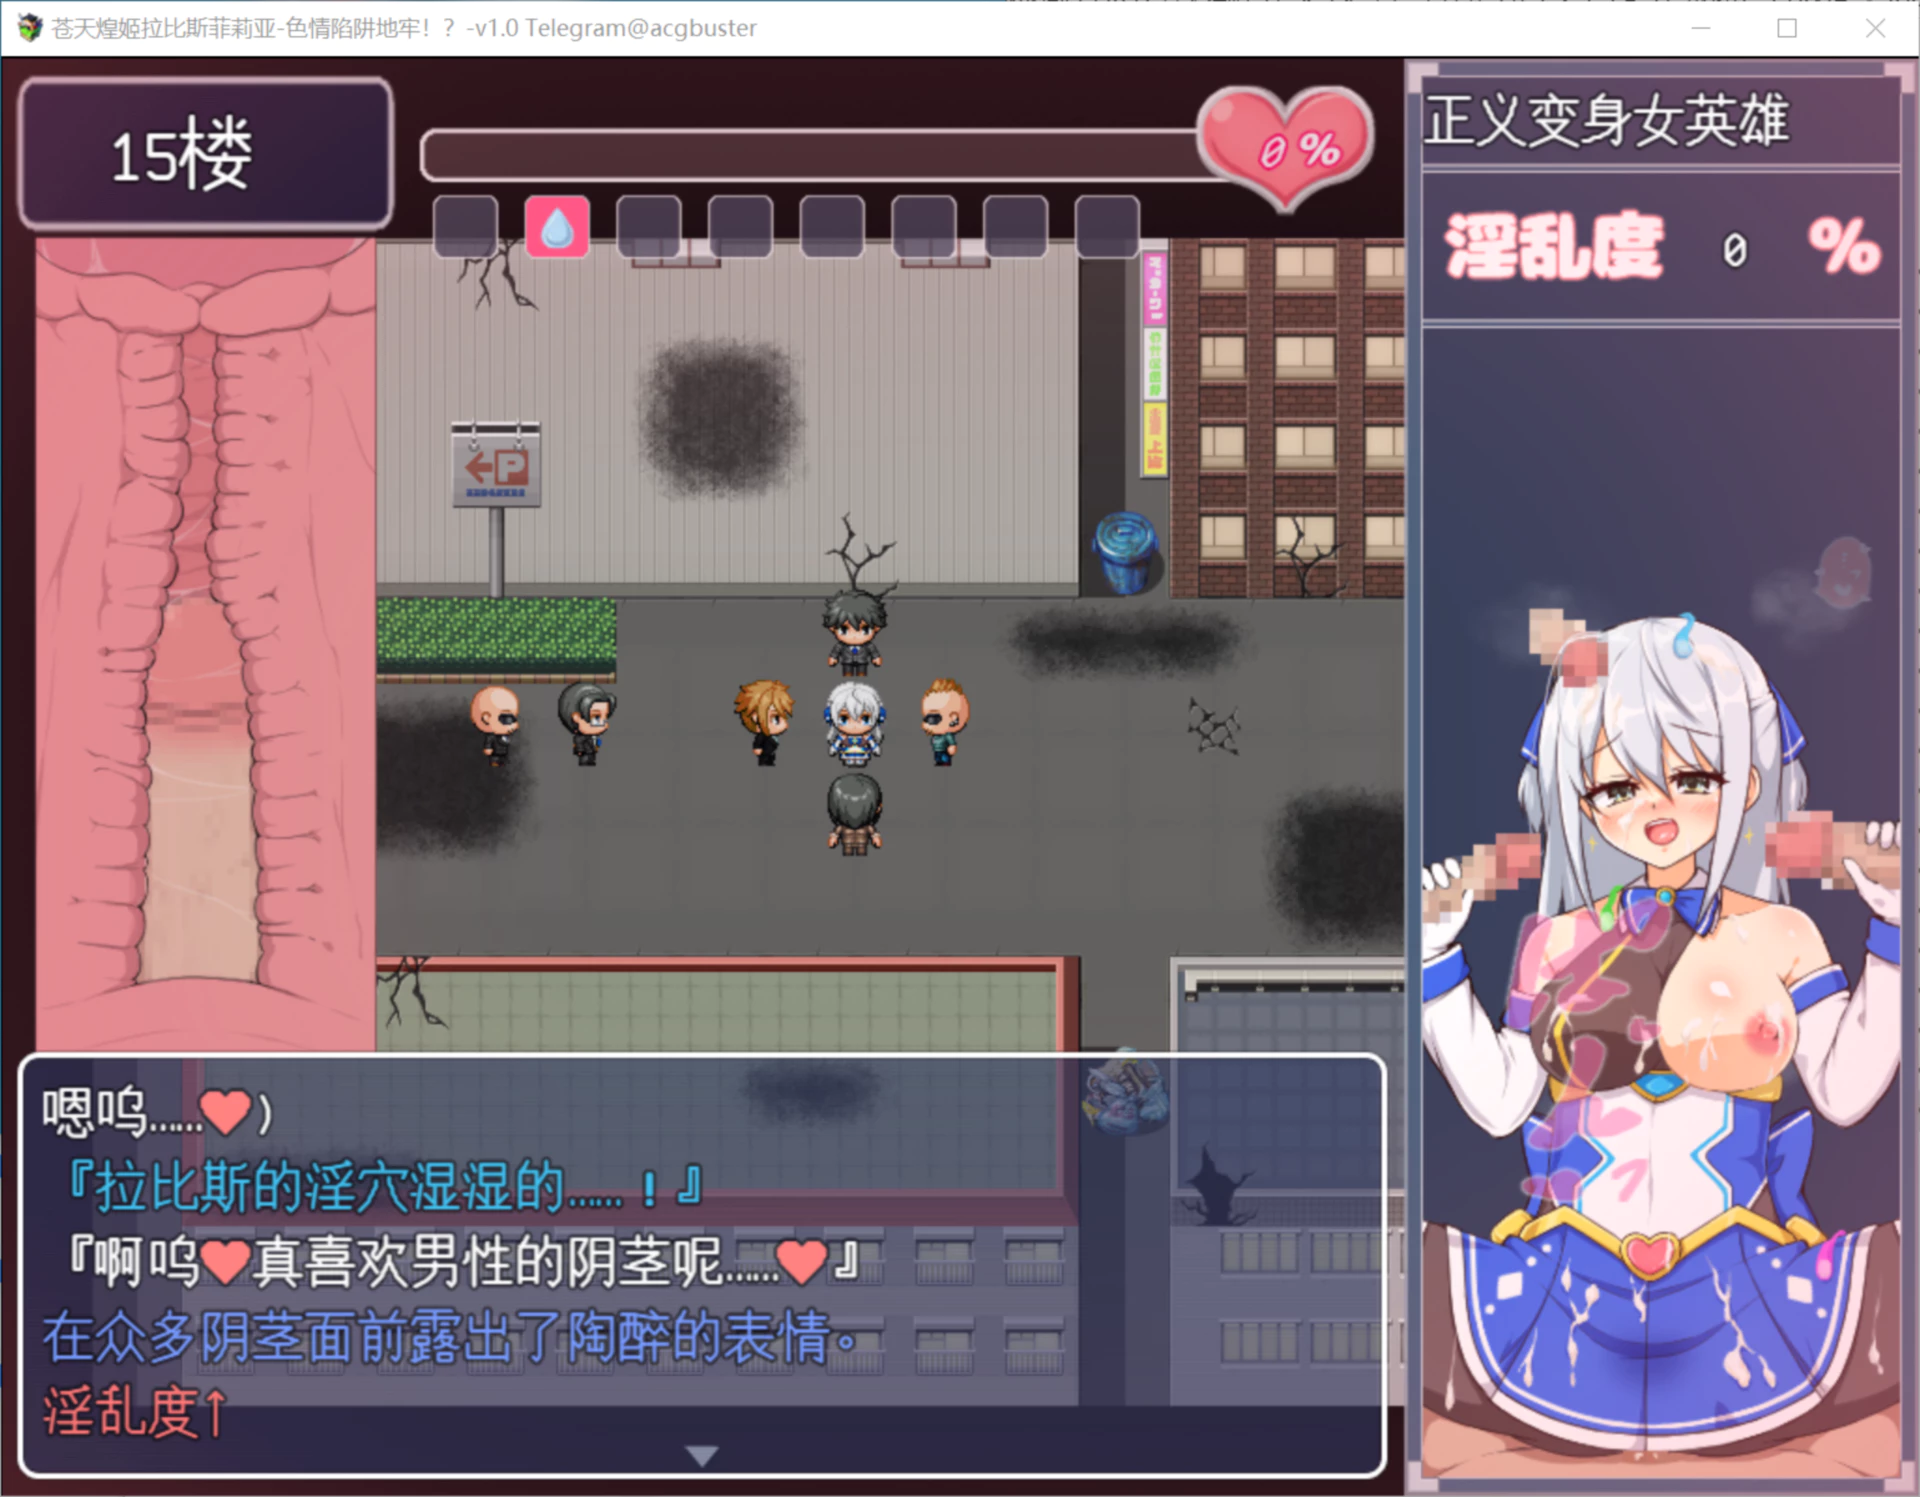 苍天煌姬拉比斯菲莉亚-色情陷阱地牢！？-v1.0 Telegram@acgbuster
15楼
0 %
正义变身女英雄
淫乱度 0 %
P
嗯呜……♥)
『拉比斯的淫穴湿湿的……！』
『啊呜♥真喜欢男性的阴茎呢……♥』
在众多阴茎面前露出了陶醉的表情。
淫乱度↑